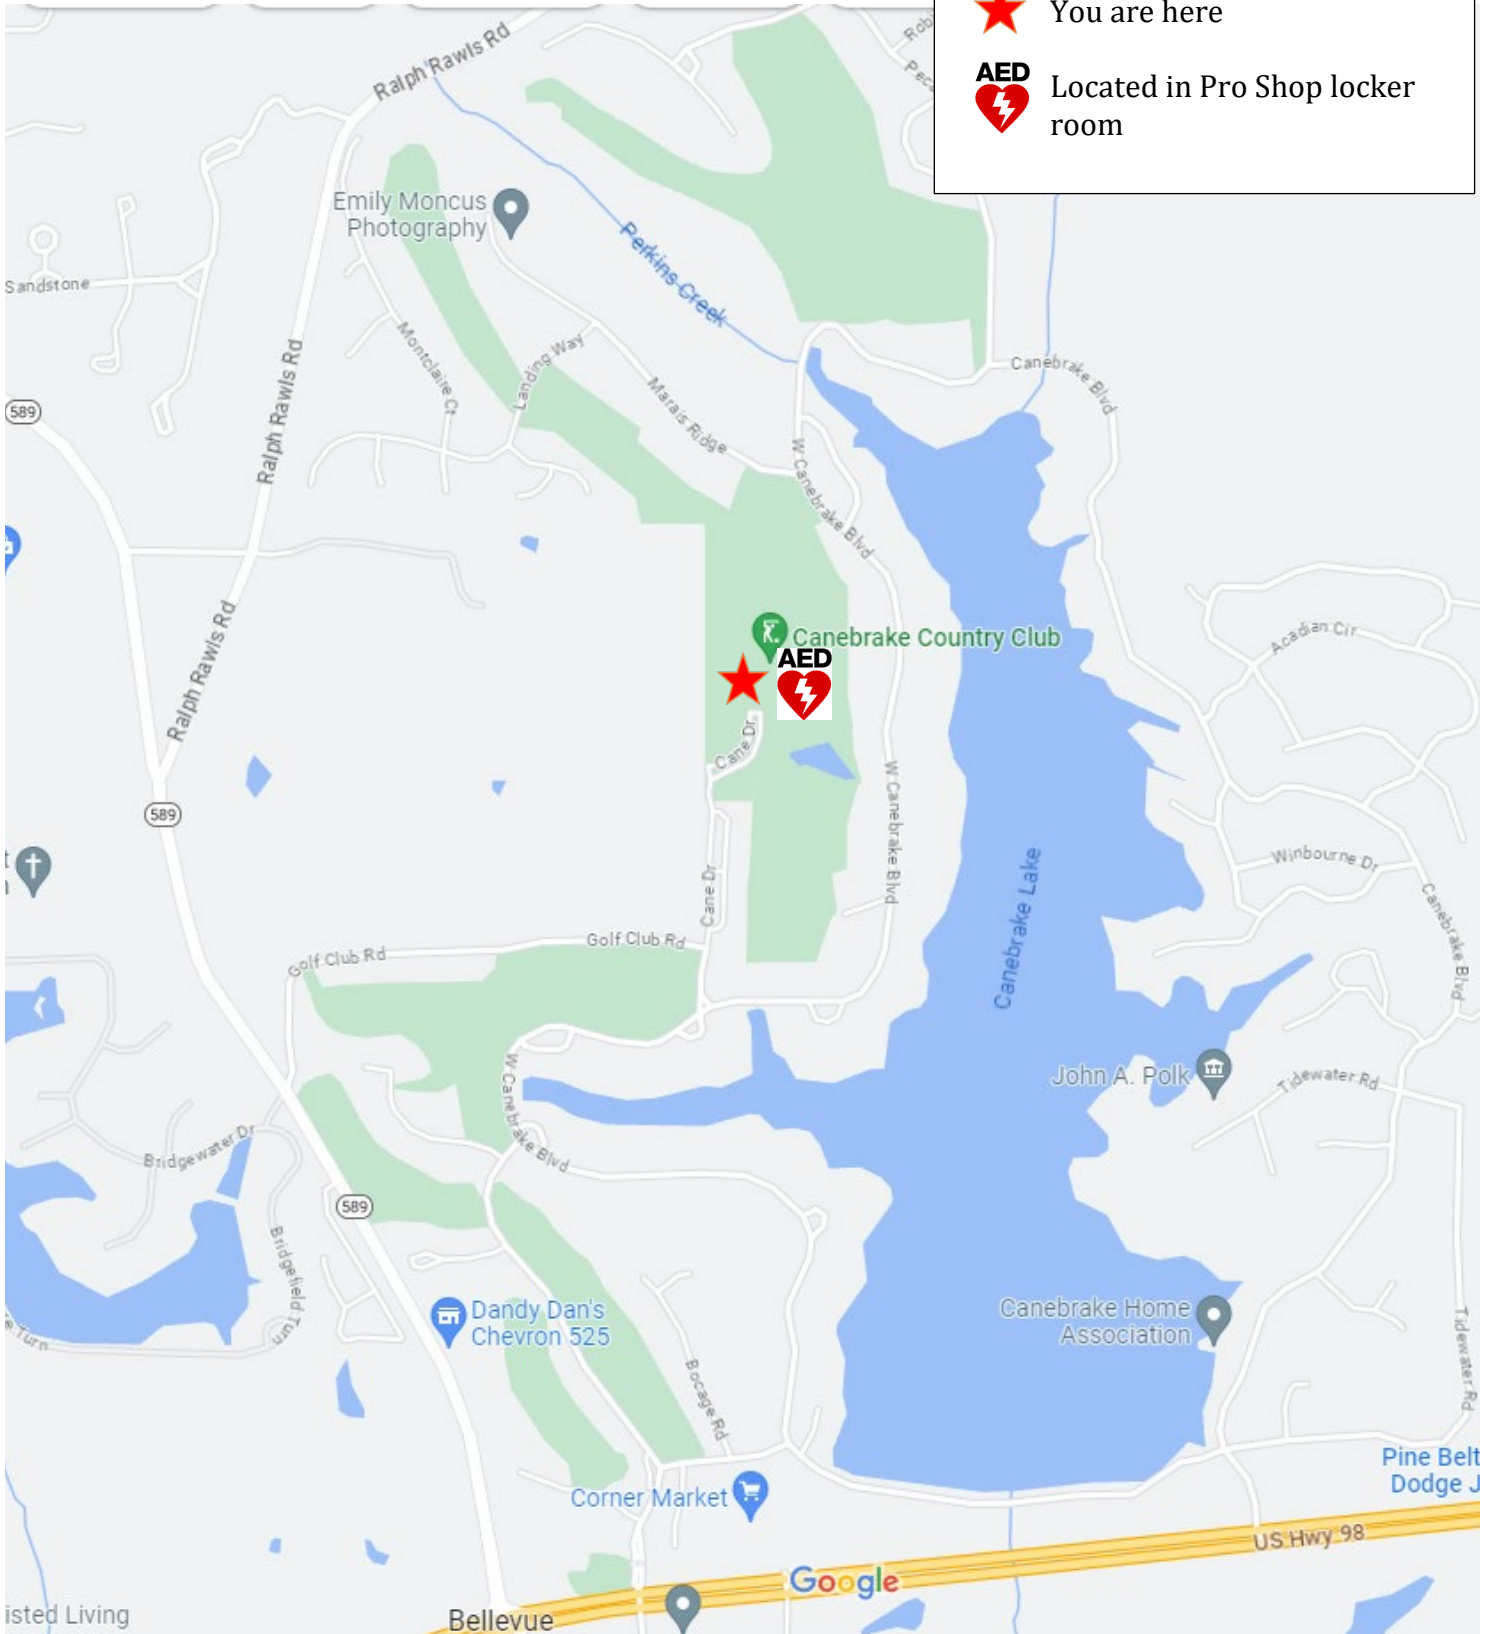 You are here
AED
Located in Pro Shop locker
room
Ralph Rawls Rd
Emily Moncus
Photography
Perkins Creek
Sandstone
Montclaire Ct
Landing Way
Marais Ridge
Canebrake Blvd
589
Ralph Rawls Rd
W Canebrake Blvd
Ralph Rawls Rd
Acadian Cir
Canebrake Country Club
AED
Cane Dr
589
W Canebrake Blvd
Winbourne Dr
Cane Dr
Canebrake Lake
Canebrake Blvd
Golf Club Rd
Golf Club Rd
John A. Polk
Tidewater Rd
W Canebrake Blvd
Bridgewater Dr
589
Bridgefield Turn
Dandy Dan's
Chevron 525
Canebrake Home
Association
Turn
Tidewater Rd
Bocage Rd
Pine Belt
Dodge J
Corner Market
US Hwy 98
Google
isted Living
Bellevue